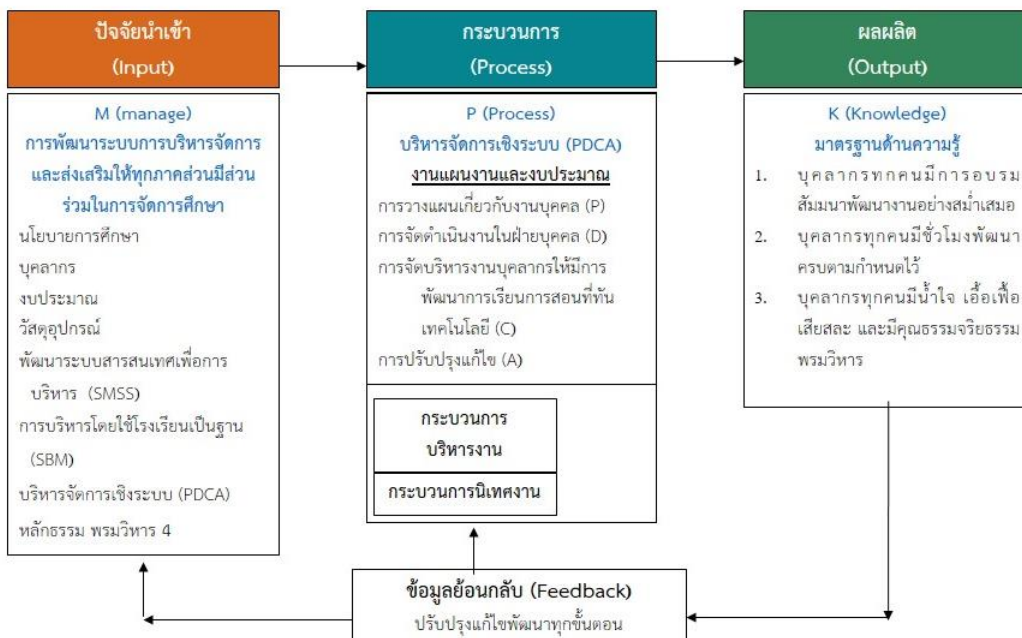 ปัจจัยนำเข้า
(Input)
M (manage)
การพัฒนาระบบการบริหารจัดการ
และส่งเสริมให้ทุกภาคส่วนมีส่วน
ร่วมในการจัดการศึกษา
นโยบายการศึกษา
บุคลากร
งบประมาณ
วัสดุอุปกรณ์
พัฒนาระบบสารสนเทศเพื่อการ
บริหาร (SMSS)
การบริหารโดยใช้โรงเรียนเป็นฐาน
(SBM)
บริหารจัดการเชิงระบบ (PDCA)
หลักธรรม พรมวิหาร 4
กระบวนการ
(Process)
P (Process)
บริหารจัดการเชิงระบบ (PDCA)
งานแผนงานและงบประมาณ
การวางแผนเกี่ยวกับงานบุคคล (P)
การจัดดำเนินงานในฝ่ายบุคคล (D)
การจัดบริหารงานบุคลากรให้มีการ
พัฒนาการเรียนการสอนที่ทัน
เทคโนโลยี (C)
การปรับปรุงแก้ไข (A)
กระบวนการ
บริหารงาน
กระบวนการนิเทศงาน
ผลผลิต
(Output)
K (Knowledge)
มาตรฐานด้านความรู้
1. บุคลากรทกคนมีการอบรม
สัมมนาพัฒนางานอย่างสม่ำเสมอ
2. บุคลากรทุกคนมีชั่วโมงพัฒนา
ครบตามกำหนดไว้
3. บุคลากรทุกคนมีน้ำใจ เอื้อเฟื้อ
เสียสละ และมีคุณธรรมจริยธรรม
พรมวิหาร
ข้อมูลย้อนกลับ (Feedback)
ปรับปรุงแก้ไขพัฒนาทุกขั้นตอน